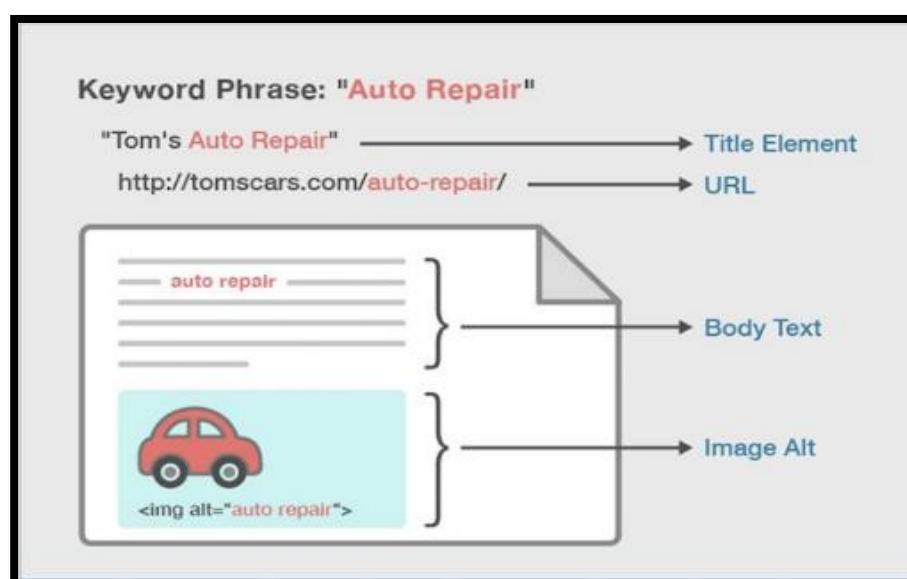 Keyword Phrase: "Auto Repair"
"Tom's Auto Repair"
Title Element
http://tomscars.com/auto-repair/
URL
auto repair
Body Text
Image Alt
<img alt="auto repair">